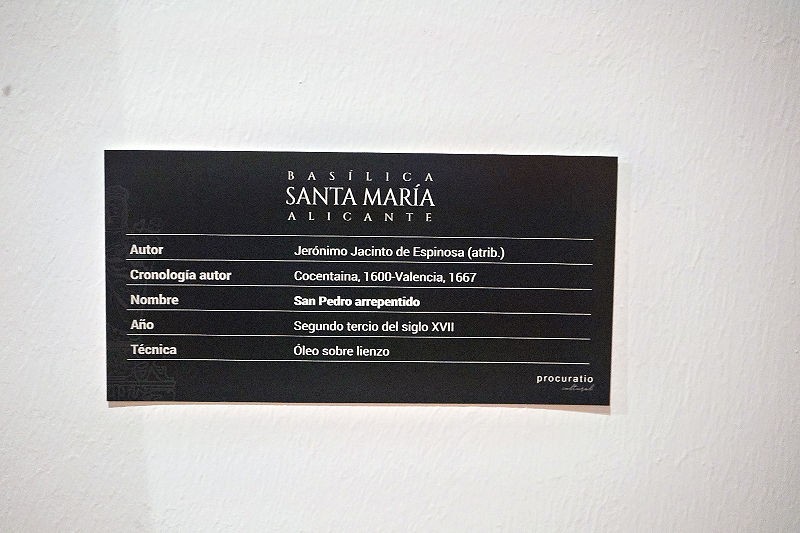 BASÍLICA
SANTA MARÍA
ALICANTE
Autor Jerónimo Jacinto de Espinosa (atrib.)
Cronología autor Cocentaina, 1600-Valencia, 1667
Nombre San Pedro arrepentido
Año Segundo tercio del siglo XVII
Técnica Óleo sobre lienzo
procuratio
cultural